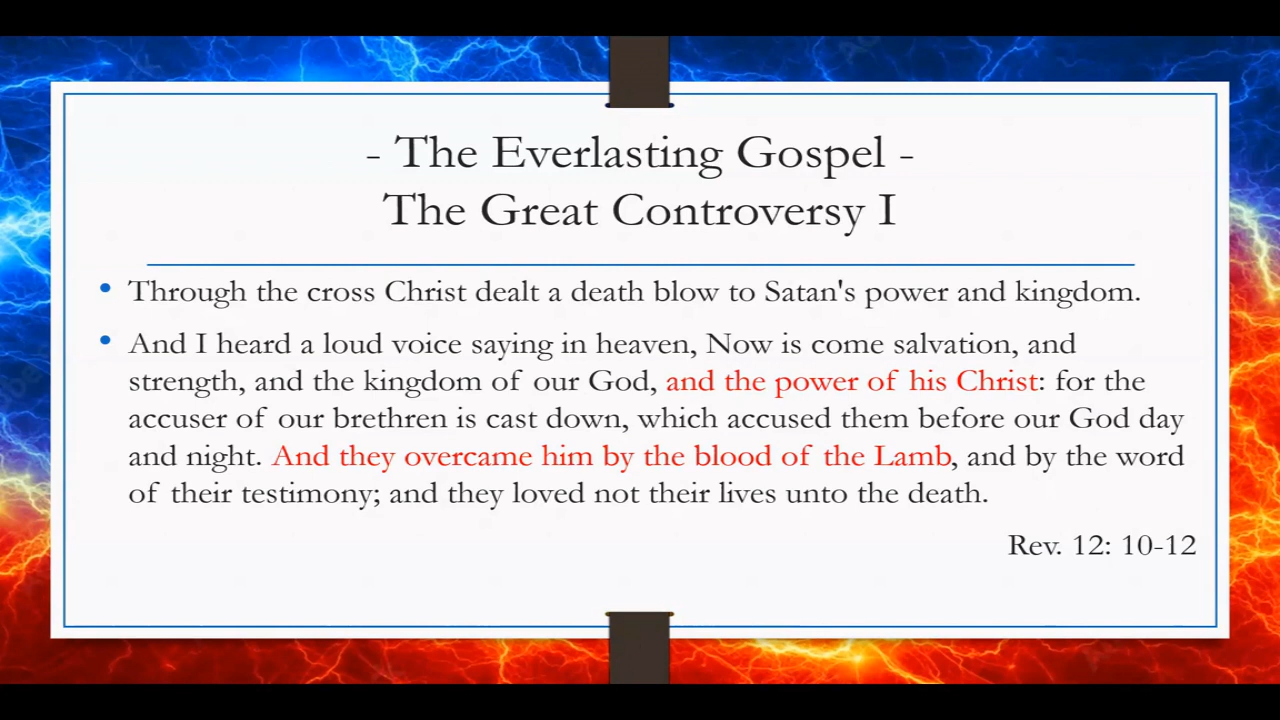 - The Everlasting Gospel -
The Great Controversy I
• Through the cross Christ dealt a death blow to Satan's power and kingdom.
• And I heard a loud voice saying in heaven, Now is come salvation, and
strength, and the kingdom of our God, and the power of his Christ: for the
accuser of our brethren is cast down, which accused them before our God day
and night. And they overcame him by the blood of the Lamb, and by the word
of their testimony; and they loved not their lives unto the death.
Rev. 12: 10-12